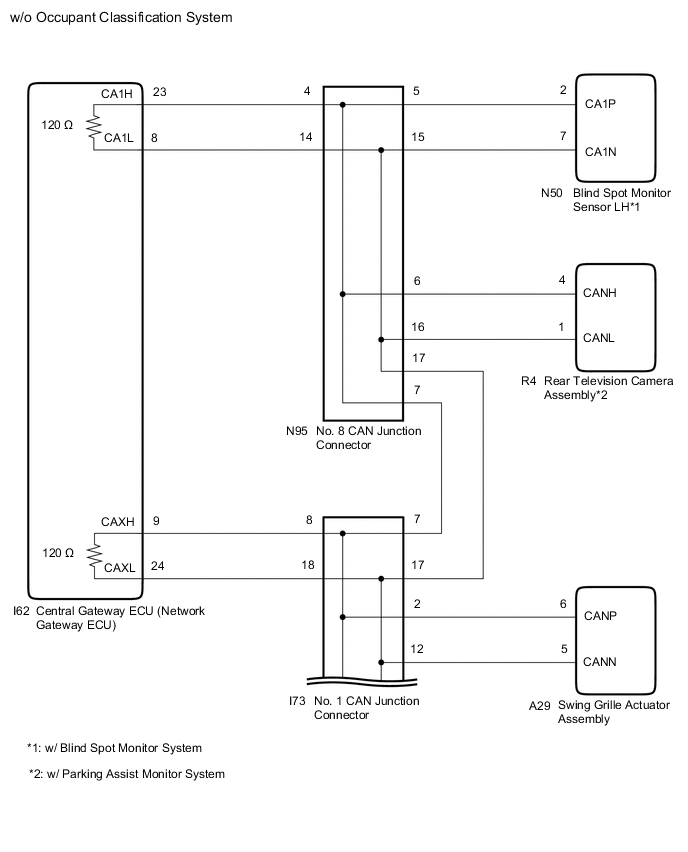 w/o Occupant Classification System
CA1H 23 4 5 2 CA1P
120 Ω
CA1L 8 14 15 7 CA1N
N50 Blind Spot Monitor
Sensor LH*1
6 4 CANH
16 1 CANL
17
R4 Rear Television Camera
Assembly*2
7
N95 No. 8 CAN Junction
Connector
CAXH 9 8 7
120 Ω
CAXL 24 18 17
I62 Central Gateway ECU (Network
Gateway ECU)
2 6 CANP
12 5 CANN
I73 No. 1 CAN Junction
Connector
A29 Swing Grille Actuator
Assembly
*1: w/ Blind Spot Monitor System
*2: w/ Parking Assist Monitor System